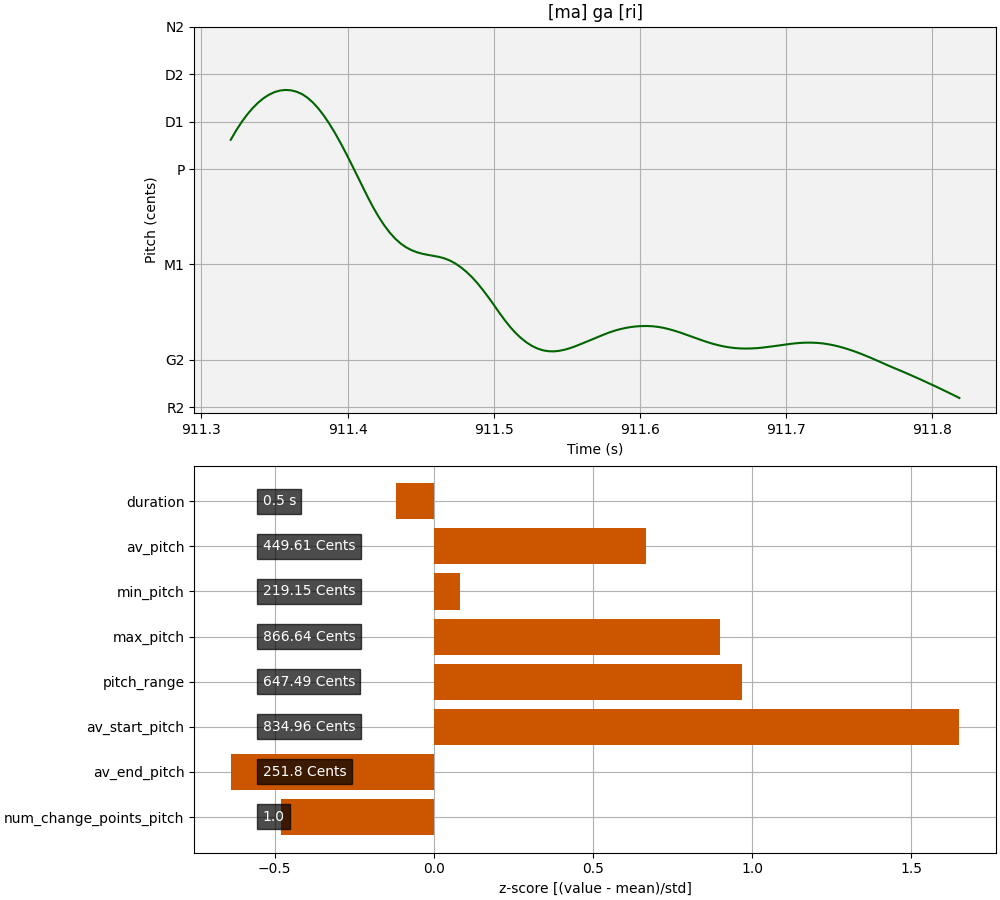 [ma] ga [ri]
N2
D2
D1
P
M1
G2
R2
Pitch (cents)
911.3 911.4 911.5 911.6 911.7 911.8
Time (s)
duration 0.5 s
av_pitch 449.61 Cents
min_pitch 219.15 Cents
max_pitch 866.64 Cents
pitch_range 647.49 Cents
av_start_pitch 834.96 Cents
av_end_pitch 251.8 Cents
num_change_points_pitch 1.0
−0.5 0.0 0.5 1.0 1.5
z-score [(value - mean)/std]